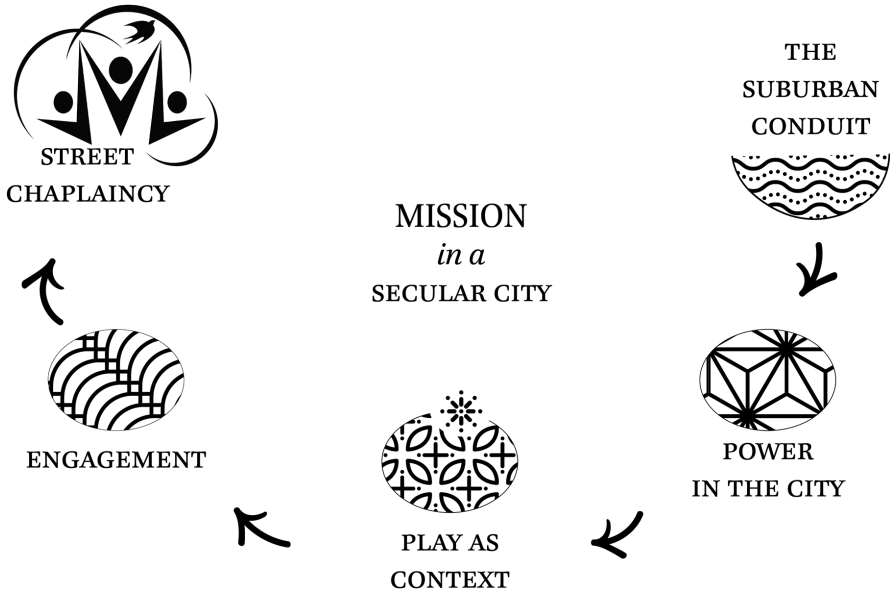 STREET
CHAPLAINCY
THE
SUBURBAN
CONDUIT
MISSION
in a
SECULAR CITY
ENGAGEMENT
POWER
IN THE CITY
PLAY AS
CONTEXT